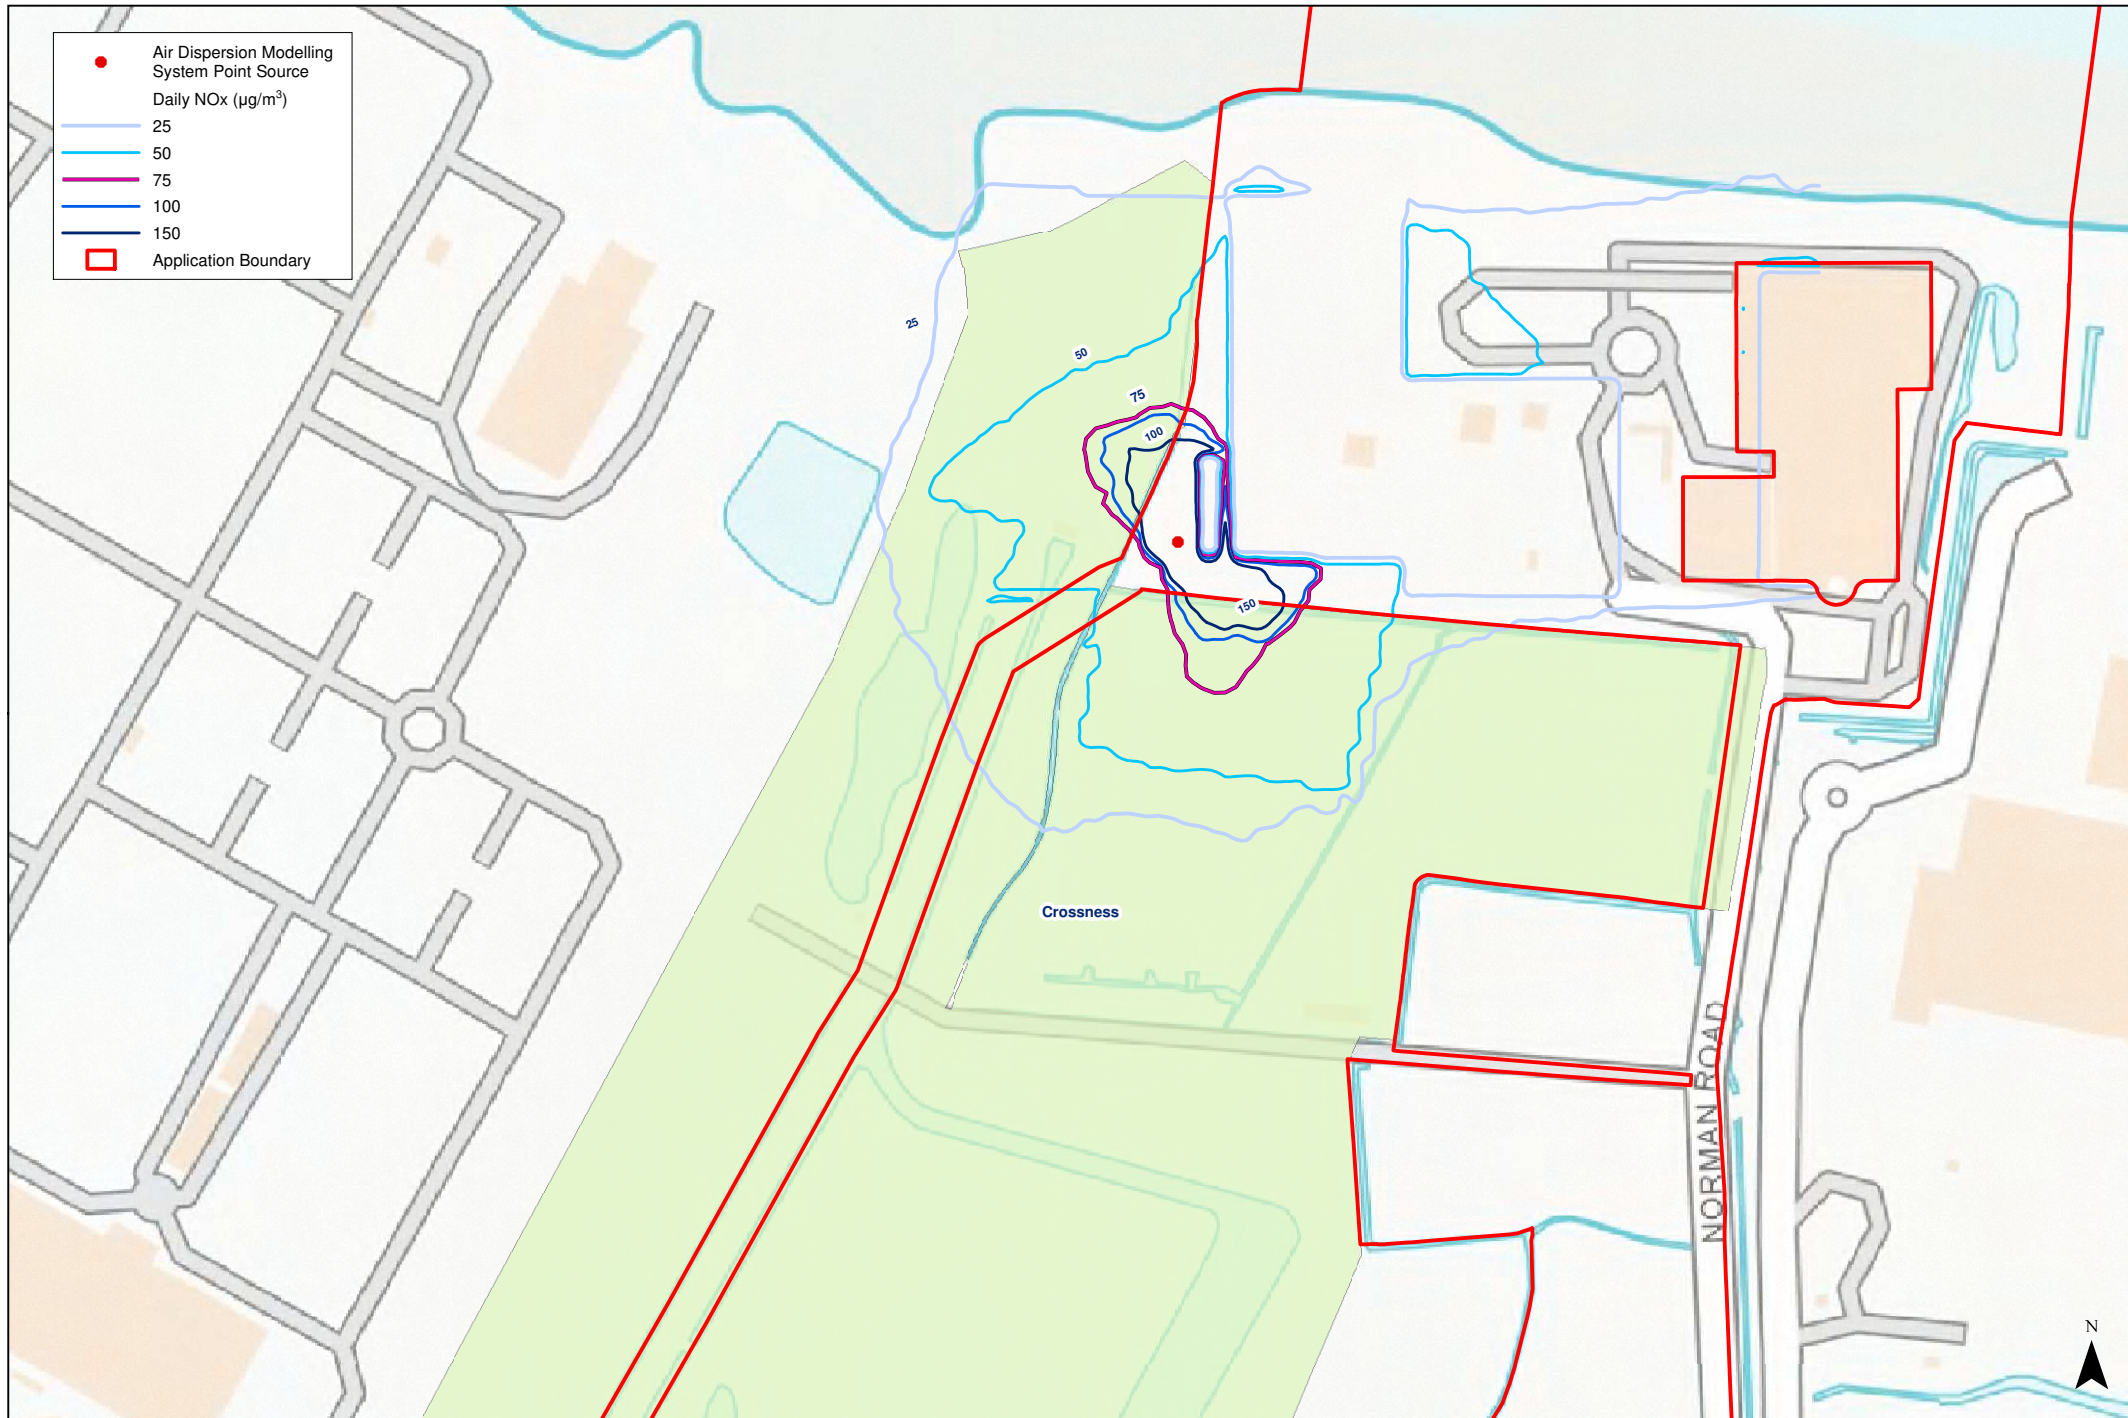 Air Dispersion Modelling
System Point Source
Daily NOx (µg/m³)
25
50
75
100
150
Application Boundary
25
50
75
100
150
Crossness
NORMAN ROAD
N